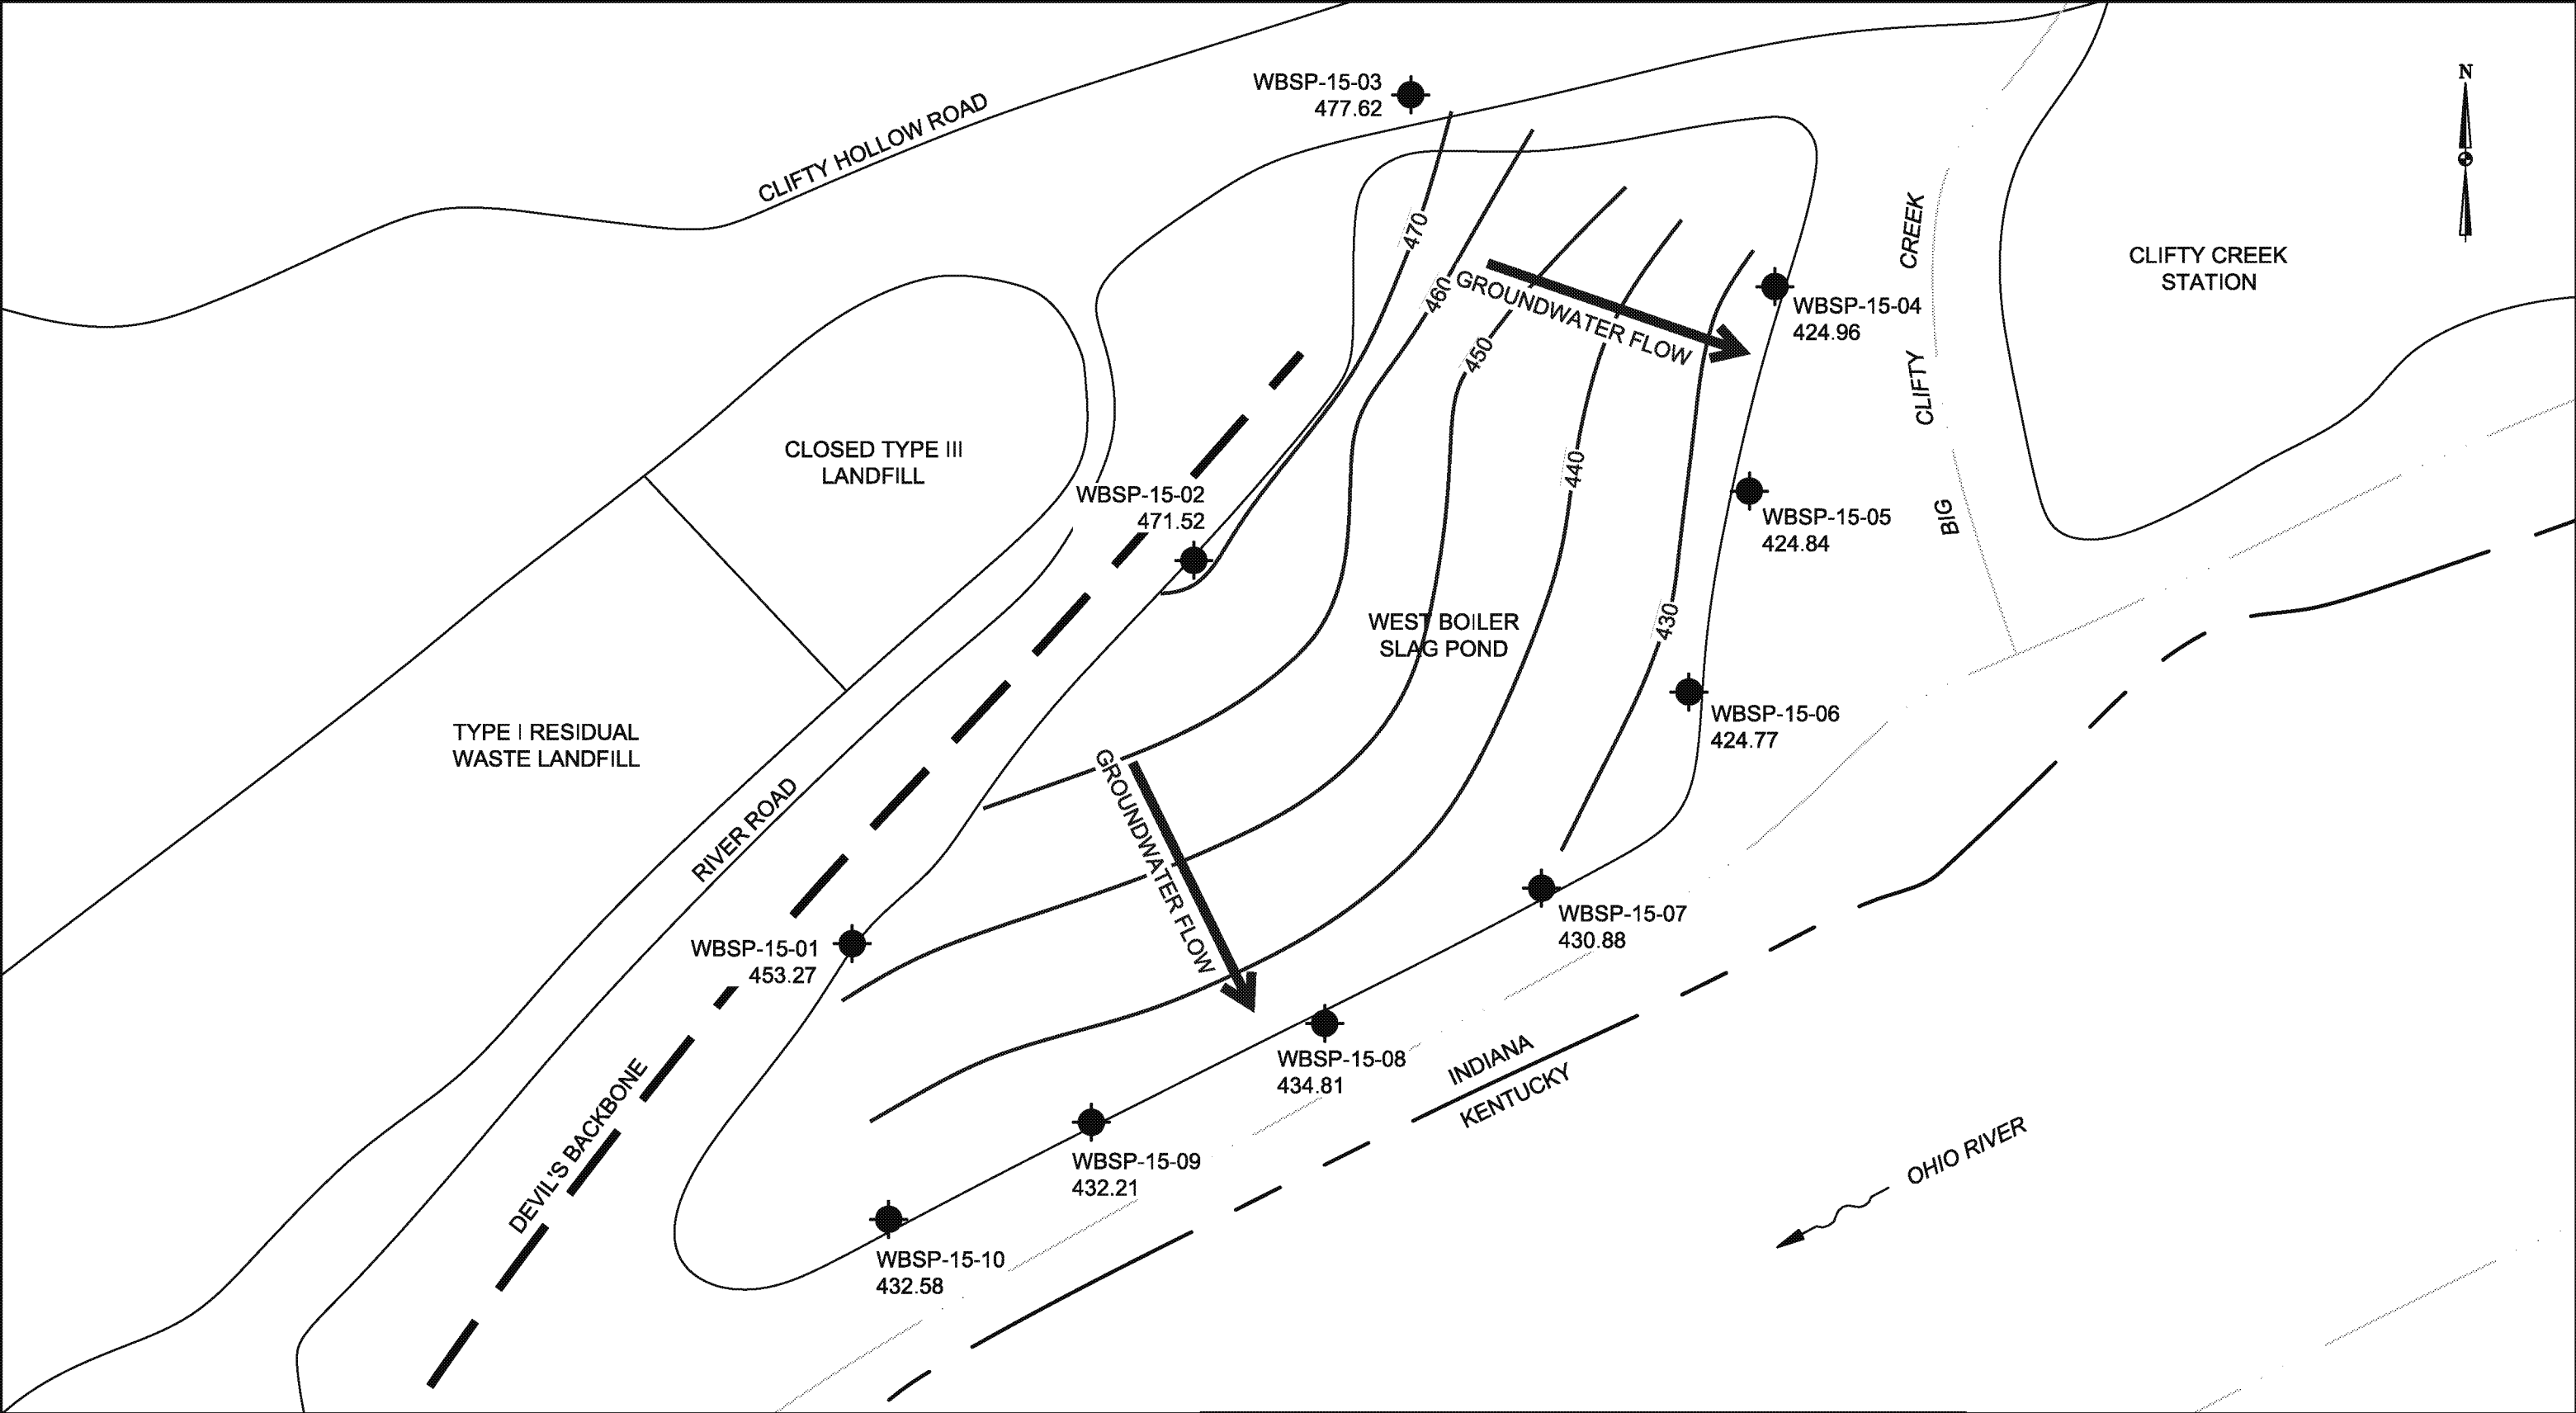 WBSP-15-03
477.62
N
CLIFTY HOLLOW ROAD
470
460
450
440
430
GROUNDWATER FLOW
WBSP-15-04
424.96
BIG CLIFTY CREEK
CLIFTY CREEK
STATION
CLOSED TYPE III
LANDFILL
WBSP-15-02
471.52
WBSP-15-05
424.84
WEST BOILER
SLAG POND
WBSP-15-06
424.77
TYPE I RESIDUAL
WASTE LANDFILL
RIVER ROAD
GROUNDWATER FLOW
WBSP-15-01
453.27
WBSP-15-07
430.88
DEVIL'S BACKBONE
WBSP-15-08
434.81
INDIANA
KENTUCKY
WBSP-15-09
432.21
OHIO RIVER
WBSP-15-10
432.58